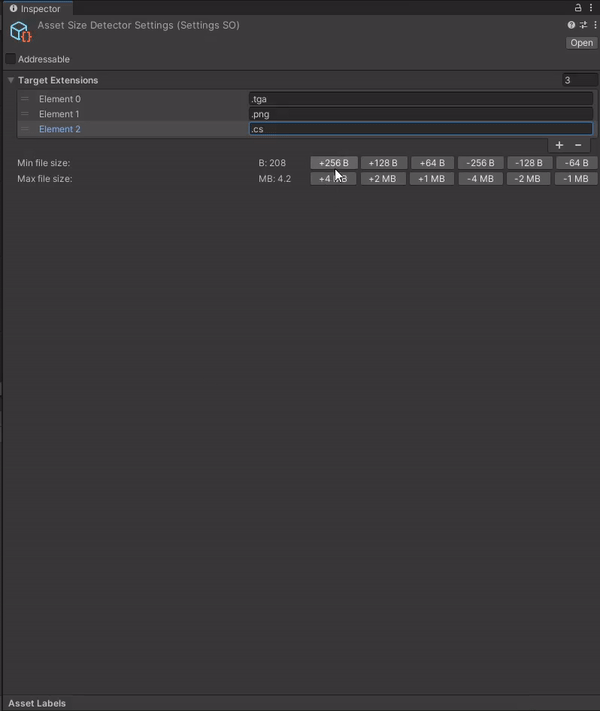 Inspector
Asset Size Detector Settings (Settings SO)
Open
Addressable
Target Extensions 3
Element 0 .tga
Element 1 .png
Element 2 .cs
+ −
Min file size: B: 208 +256 B +128 B +64 B -256 B -128 B -64 B
Max file size: MB: 4.2 +4 MB +2 MB +1 MB -4 MB -2 MB -1 MB
Asset Labels